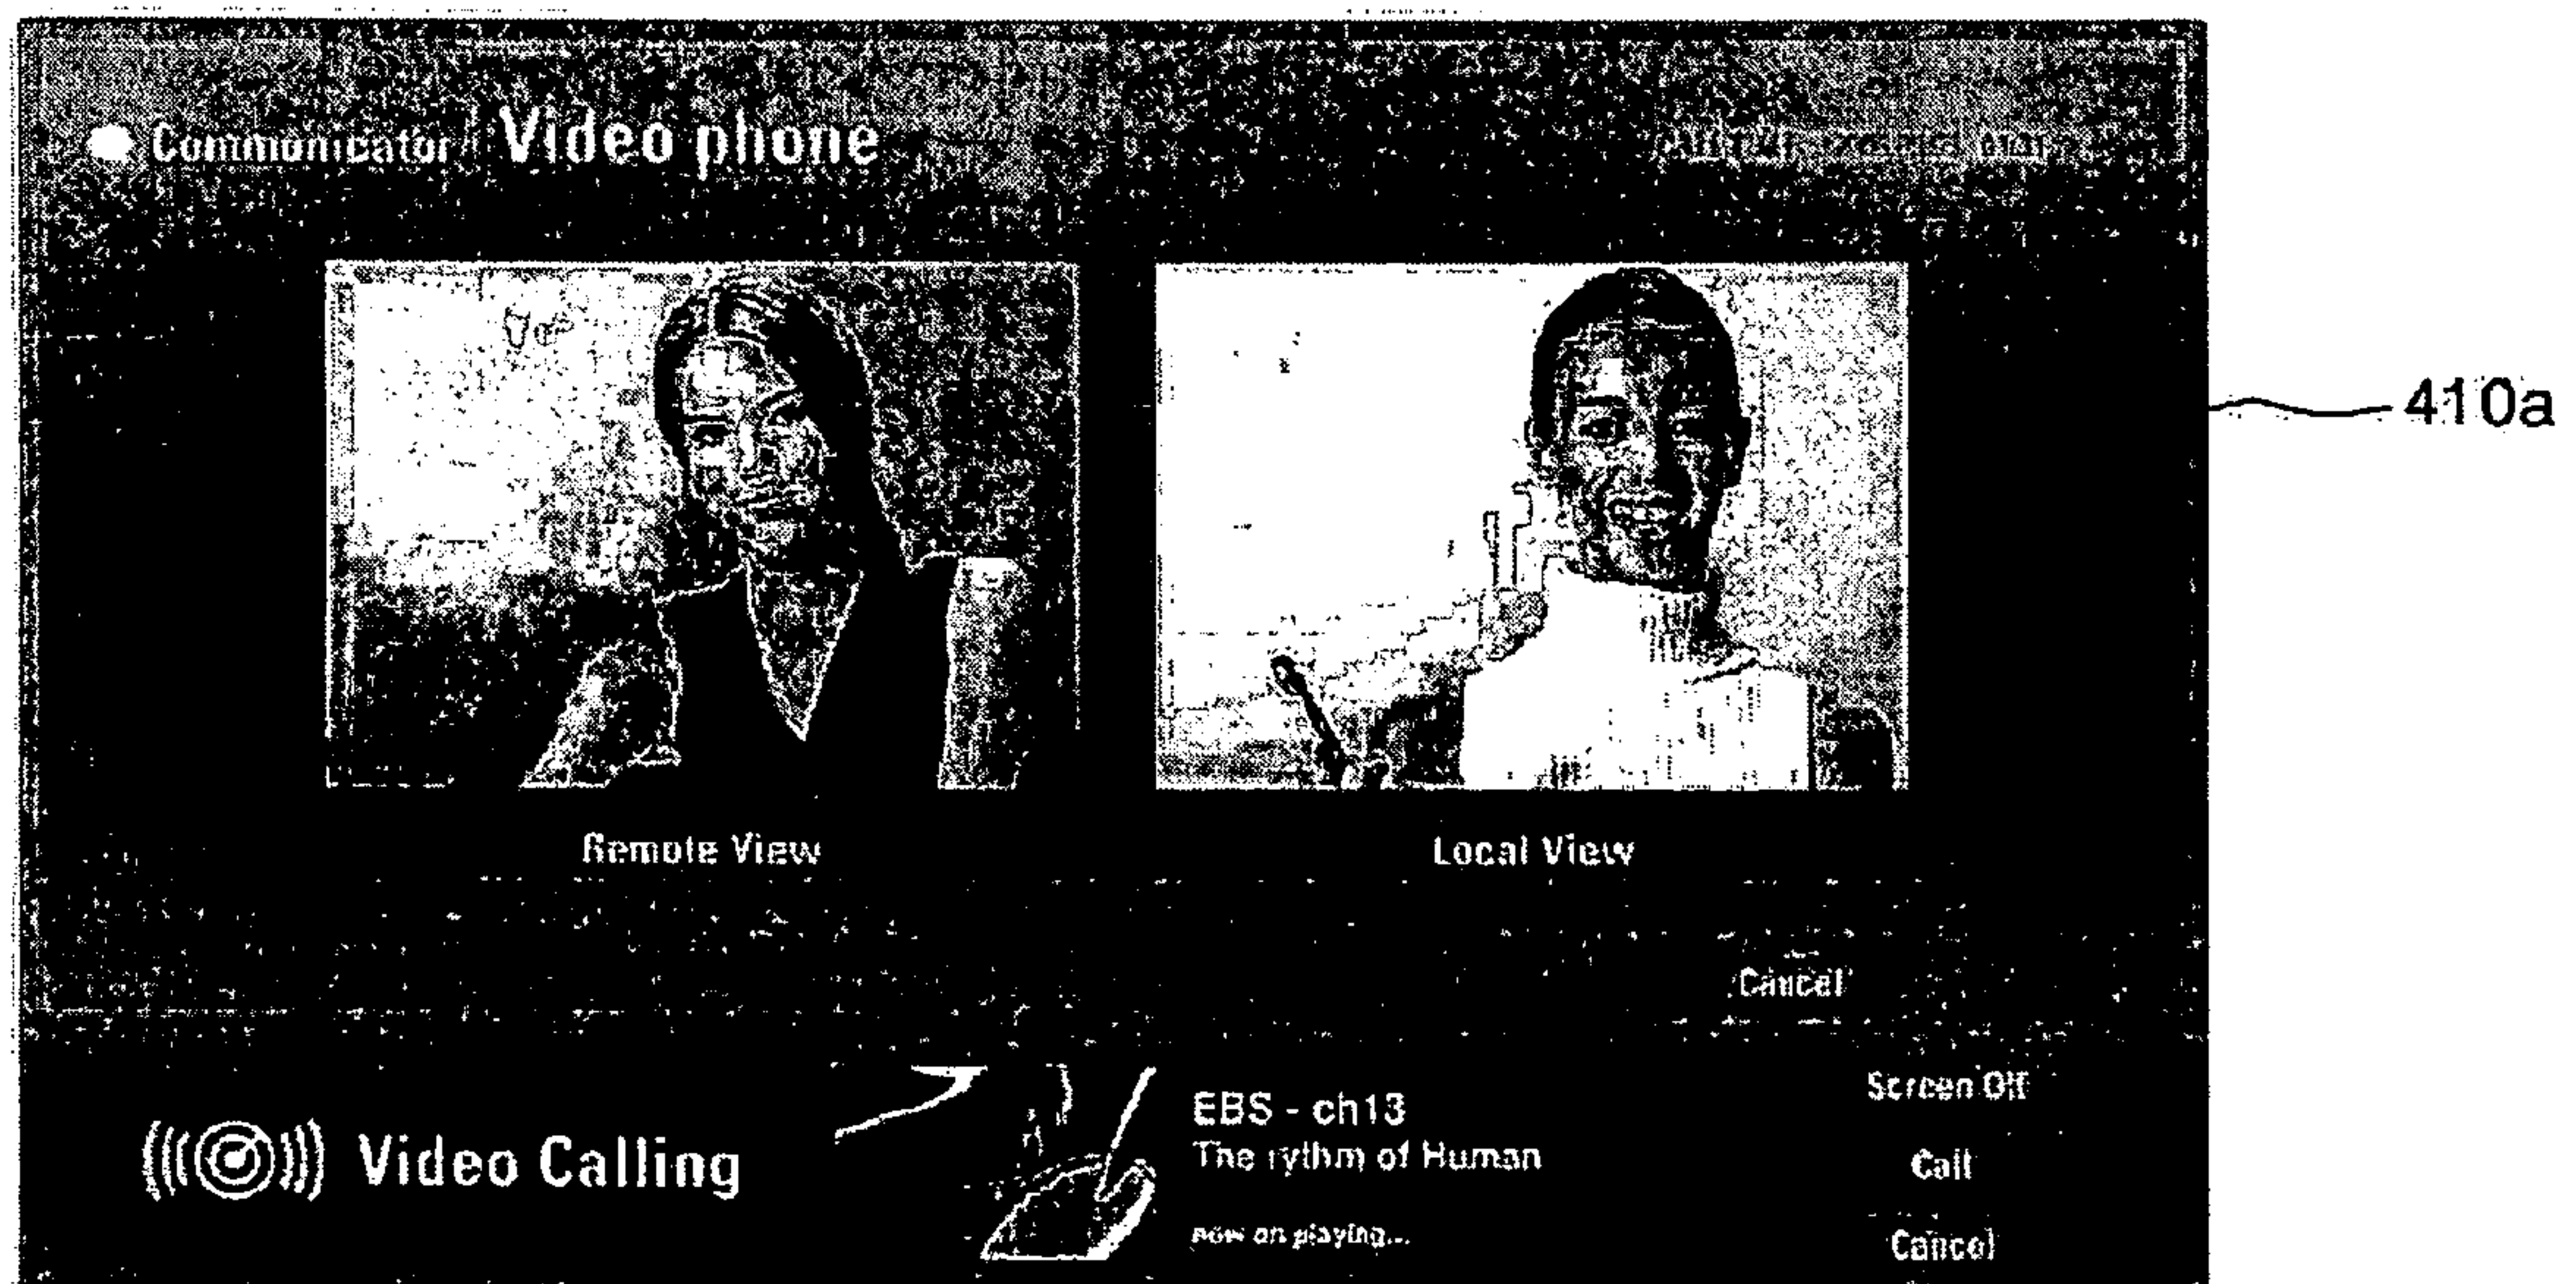 Communicator / Video phone
410a
Remote View
Local View
Cancel
Video Calling
EBS - ch13
The rythm of Human
now on playing...
Screen Off
Call
Cancel